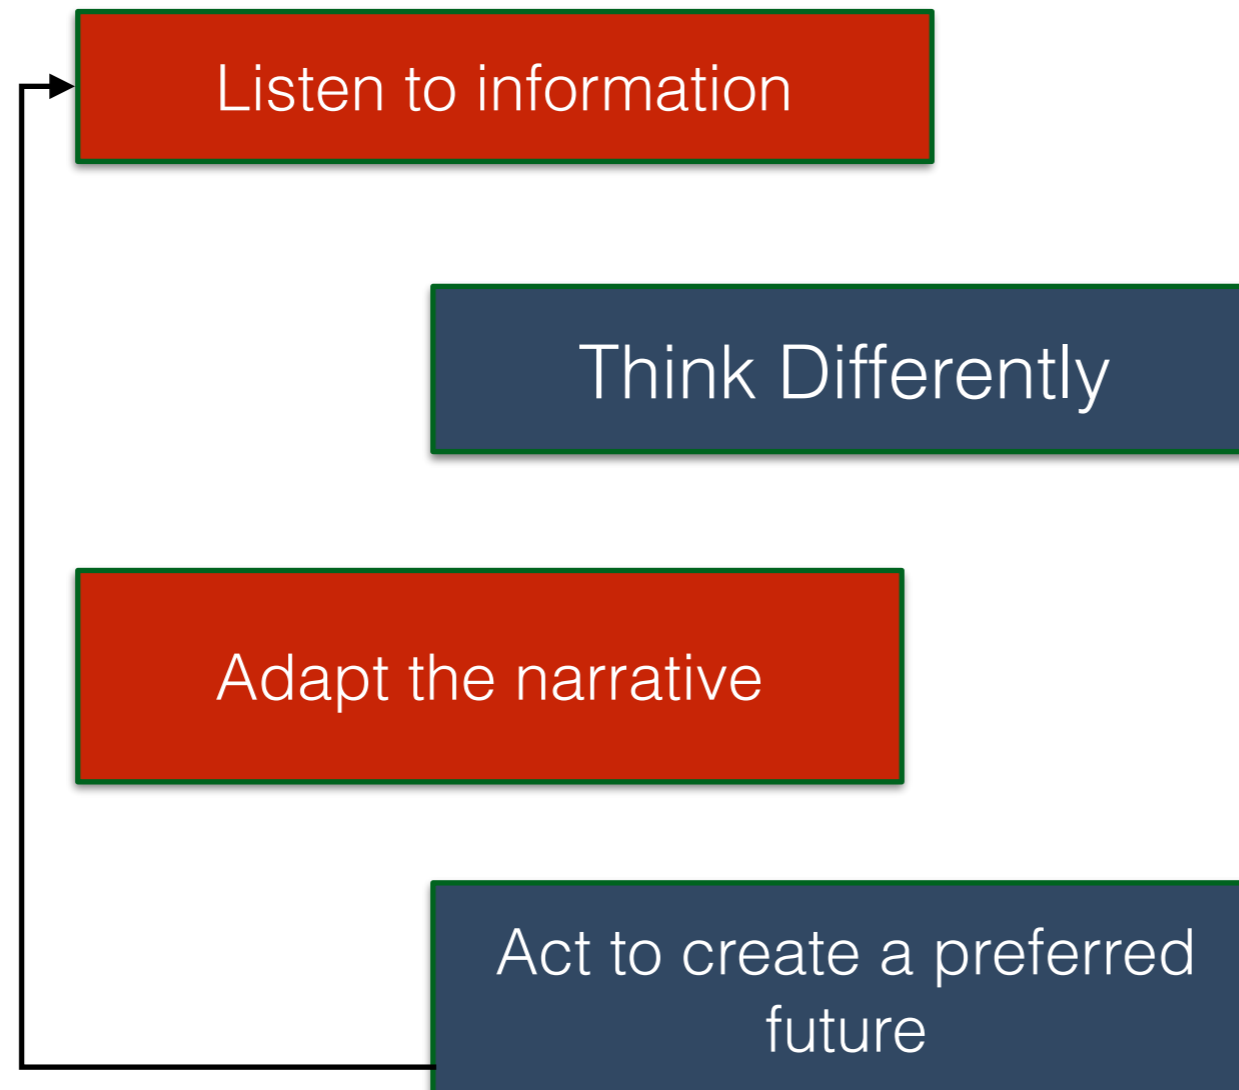 Listen to information
Think Differently
Adapt the narrative
Act to create a preferred
future